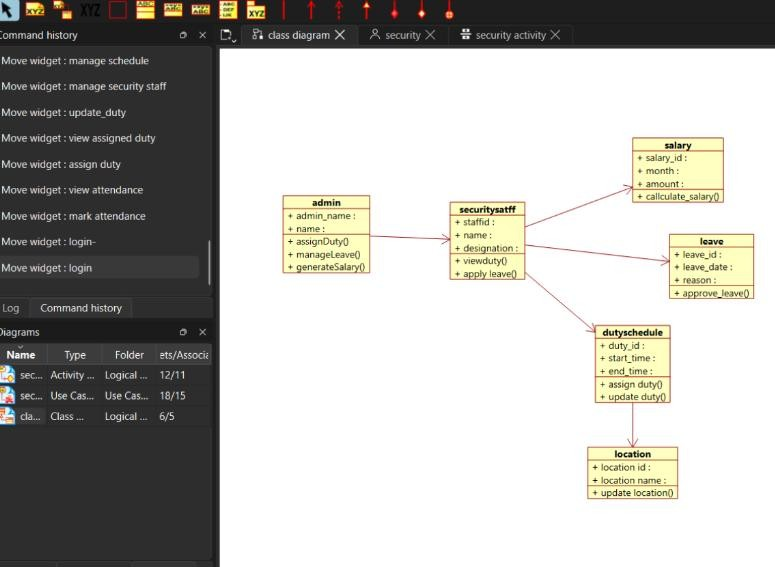 XYZ
XYZ
ABC
DEF
XYZ
Command history
class diagram
security
security activity
Move widget : manage schedule
Move widget : manage security staff
Move widget : update_duty
Move widget : view assigned duty
Move widget : assign duty
Move widget : view attendance
Move widget : mark attendance
Move widget : login-
Move widget : login
Log
Command history
Diagrams
Name Type Folder ets/Associa
sec... Activity ... Logical ... 12/11
sec... Use Cas... Use Cas... 18/15
cla... Class ... Logical ... 6/5
admin
+ admin_name :
+ name :
+ assignDuty()
+ manageLeave()
+ generateSalary()
securitysatff
+ staffid :
+ name :
+ designation :
+ viewduty()
+ apply leave()
salary
+ salary_id :
+ month :
+ amount :
+ callculate_salary()
leave
+ leave_id :
+ leave_date :
+ reason :
+ approve_leave()
dutyschedule
+ duty_id :
+ start_time :
+ end_time :
+ assign duty()
+ update duty()
location
+ location id :
+ location name :
+ update location()